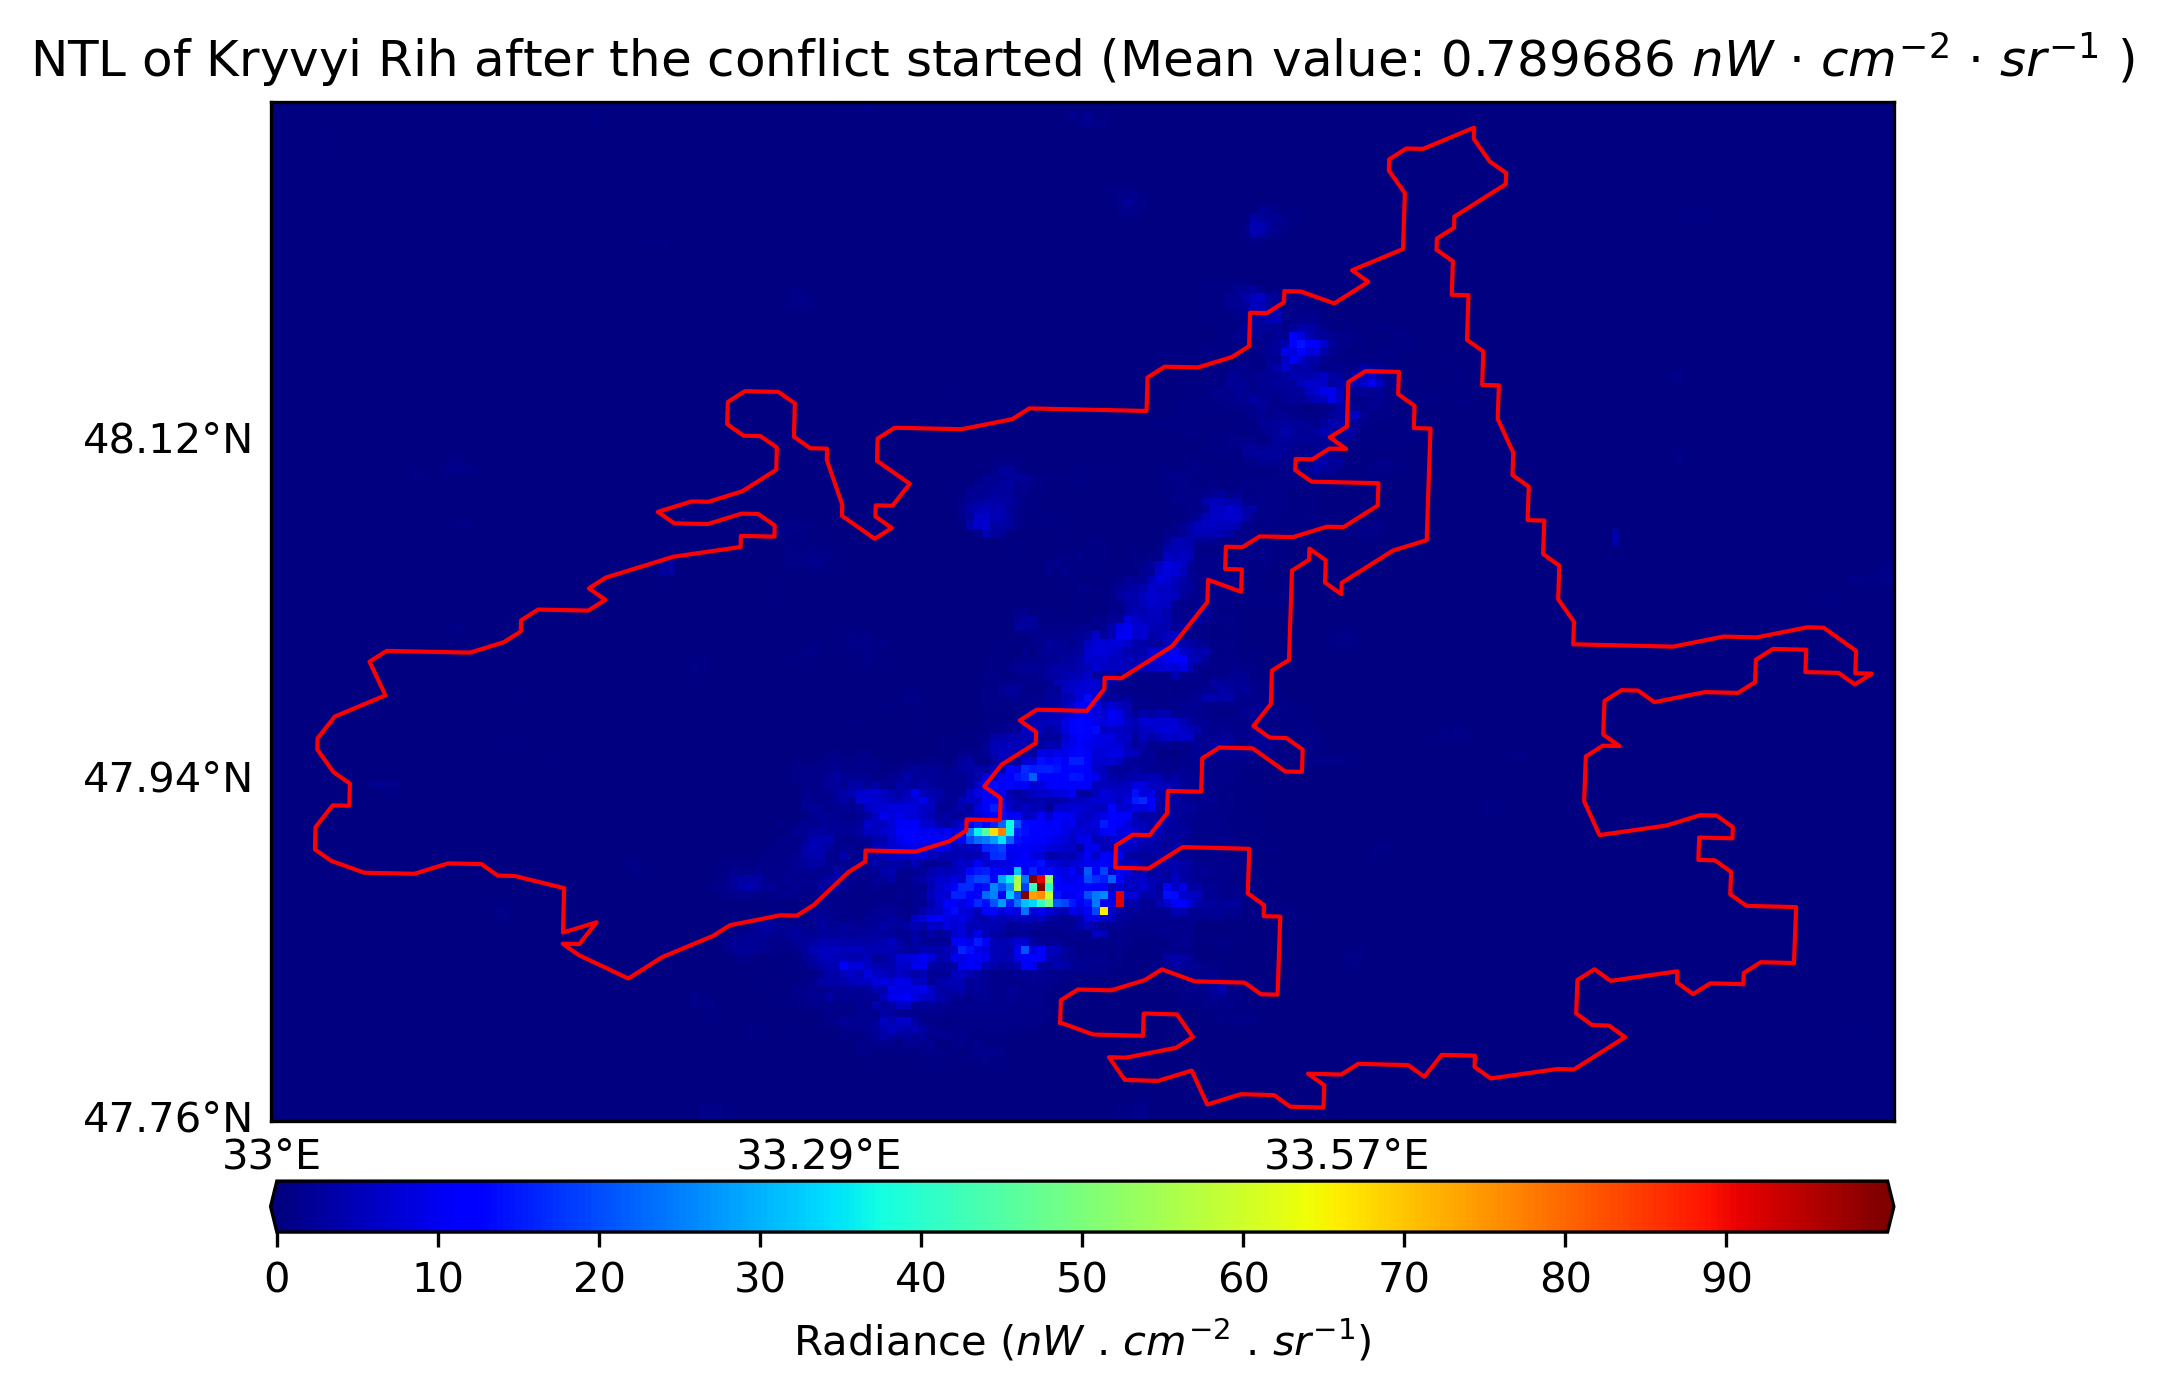 NTL of Kryvyi Rih after the conflict started (Mean value: 0.789686 nW · cm⁻² · sr⁻¹ )
48.12°N
47.94°N
47.76°N
33°E 33.29°E 33.57°E
0 10 20 30 40 50 60 70 80 90
Radiance (nW . cm⁻² . sr⁻¹)